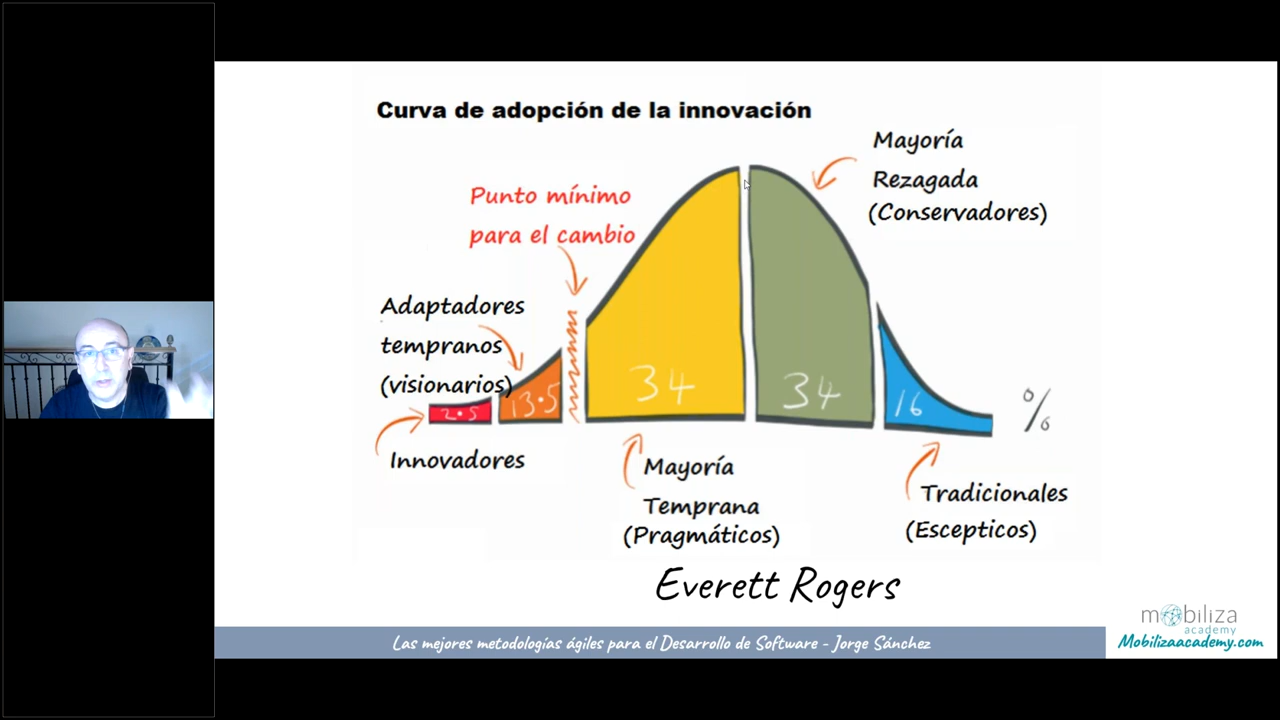 Curva de adopción de la innovación
Mayoría
Rezagada
(Conservadores)
Punto mínimo
para el cambio
Adaptadores
tempranos
(visionarios)
2.5
13.5
34
34
16
%
Innovadores
Mayoría
Temprana
(Pragmáticos)
Tradicionales
(Escepticos)
Everett Rogers
mobiliza
academy
Mobilizaacademy.com
Las mejores metodologías ágiles para el Desarrollo de Software - Jorge Sánchez